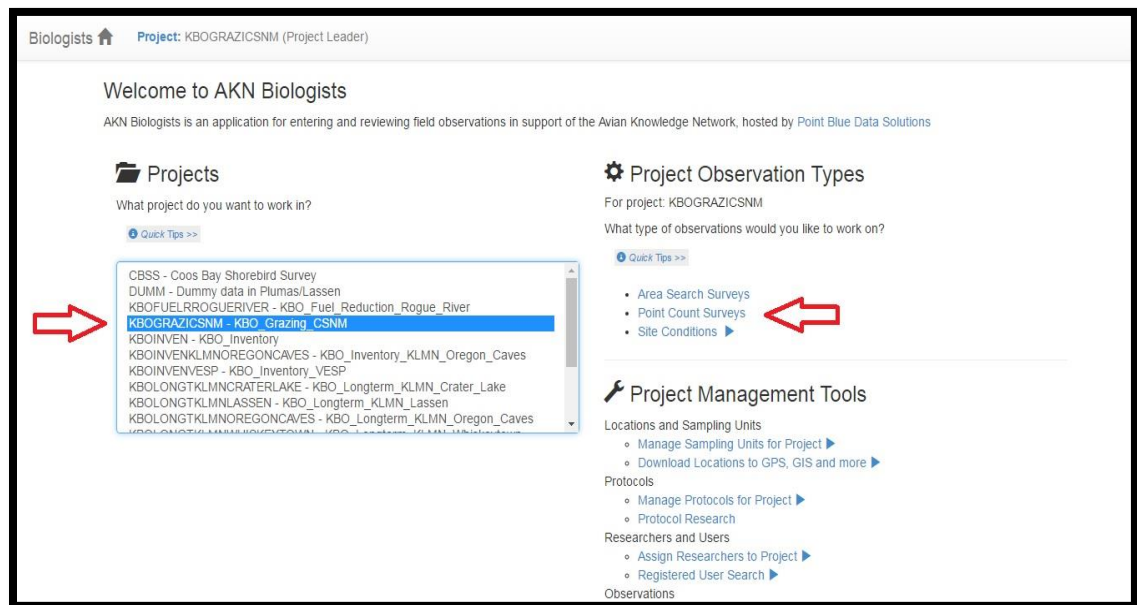 Biologists Project: KBOGRAZICSNM (Project Leader)
Welcome to AKN Biologists
AKN Biologists is an application for entering and reviewing field observations in support of the Avian Knowledge Network, hosted by Point Blue Data Solutions
Projects
What project do you want to work in?
Quick Tips >>
CBSS - Coos Bay Shorebird Survey
DUMM - Dummy data in Plumas/Lassen
KBOFUELRROGUERIVER - KBO_Fuel_Reduction_Rogue_River
KBOGRAZICSNM - KBO_Grazing_CSNM
KBOINVEN - KBO_Inventory
KBOINVENKLMNOREGONCAVES - KBO_Inventory_KLMN_Oregon_Caves
KBOINVENVESP - KBO_Inventory_VESP
KBOLONGTKLMNCRATERLAKE - KBO_Longterm_KLMN_Crater_Lake
KBOLONGTKLMNLASSEN - KBO_Longterm_KLMN_Lassen
KBOLONGTKLMNOREGONCAVES - KBO_Longterm_KLMN_Oregon_Caves
Project Observation Types
For project: KBOGRAZICSNM
What type of observations would you like to work on?
Quick Tips >>
Area Search Surveys
Point Count Surveys
Site Conditions
Project Management Tools
Locations and Sampling Units
Manage Sampling Units for Project
Download Locations to GPS, GIS and more
Protocols
Manage Protocols for Project
Protocol Research
Researchers and Users
Assign Researchers to Project
Registered User Search
Observations